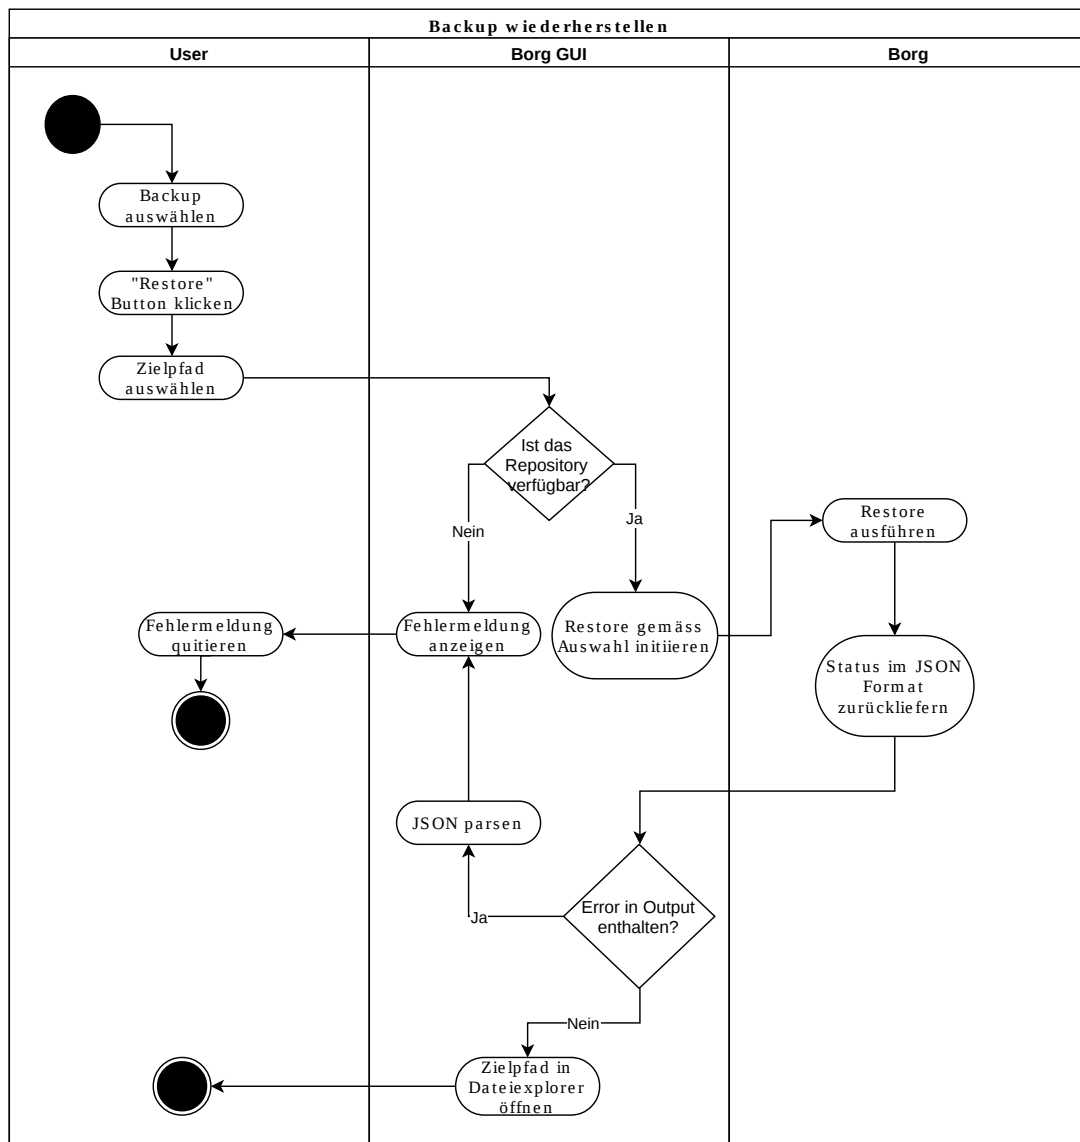 Backup wiederherstellen
User
Borg GUI
Borg
Backup
auswählen
"Restore"
Button klicken
Zielpfad
auswählen
Ist das
Repository
verfügbar?
Nein
Ja
Restore
ausführen
Fehlermeldung
quitieren
Fehlermeldung
anzeigen
Restore gemäss
Auswahl initiieren
Status im JSON
Format
zurückliefern
JSON parsen
Error in Output
enthalten?
Ja
Nein
Zielpfad in
Dateiexplorer
öffnen